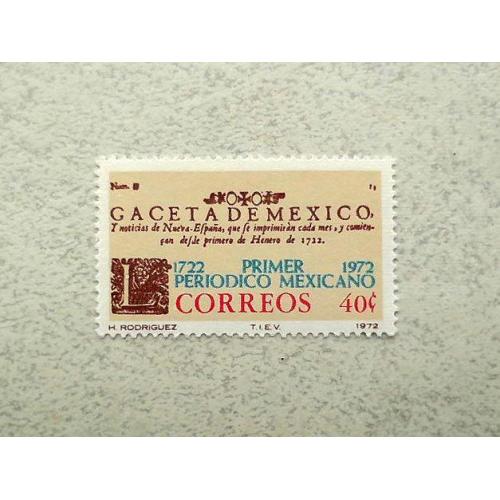 Num.
GACETA DE MEXICO,
Y noticias de Nueva-España, que se imprimirán cada mes, y comien-
çan desde primero de Henero de 1722.
1722 PRIMER 1972
PERIODICO MEXICANO
L CORREOS 40¢
H. RODRIGUEZ T.I.E.V. 1972